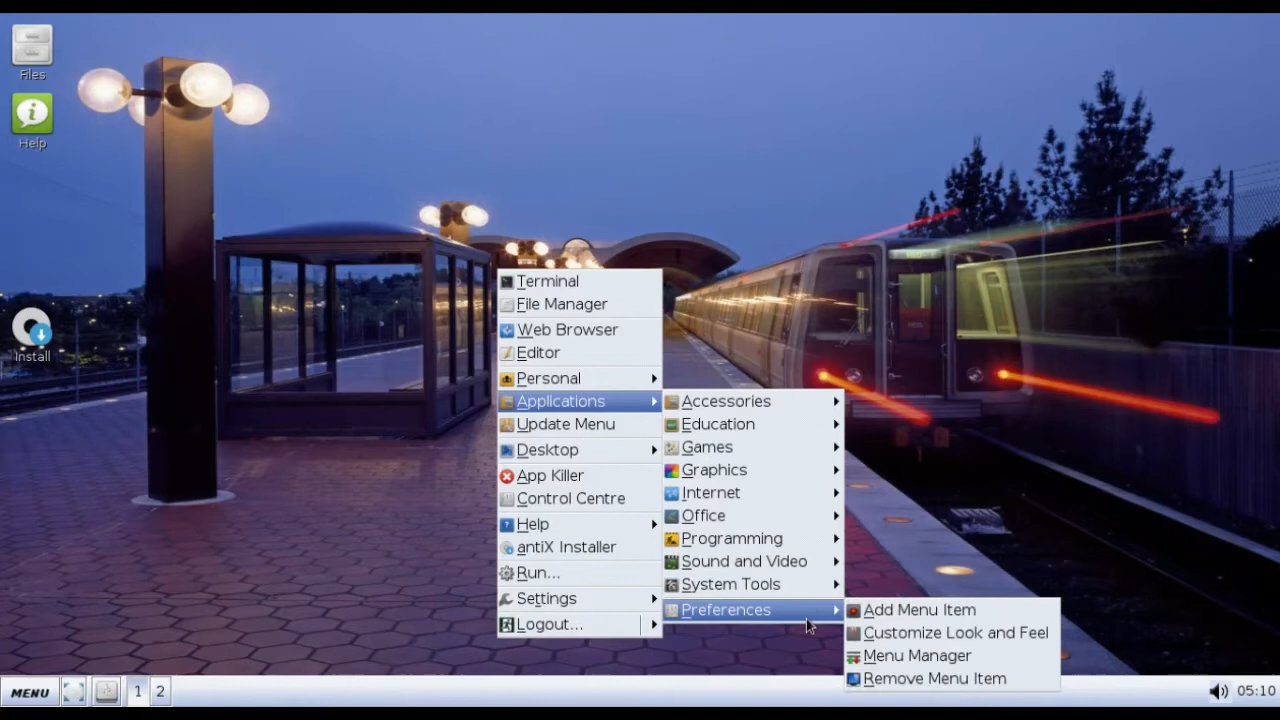 Files
Help
Install
Terminal
File Manager
Web Browser
Editor
Personal
Applications
Update Menu
Desktop
App Killer
Control Centre
Help
antiX Installer
Run...
Settings
Logout...
Accessories
Education
Games
Graphics
Internet
Office
Programming
Sound and Video
System Tools
Preferences
Add Menu Item
Customize Look and Feel
Menu Manager
Remove Menu Item
MENU
1
2
05:10